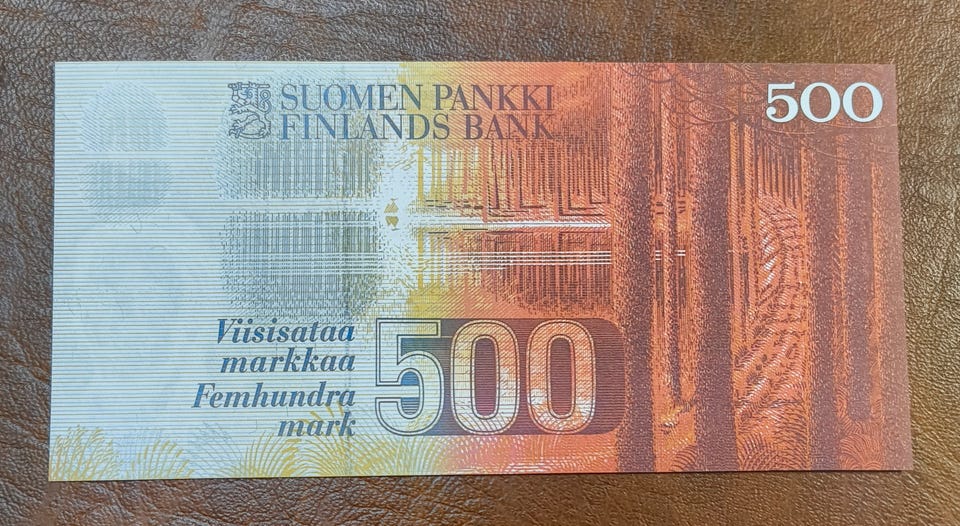 SUOMEN PANKKI
FINLANDS BANK
500
Viisisataa
markkaa
Femhundra
mark
500